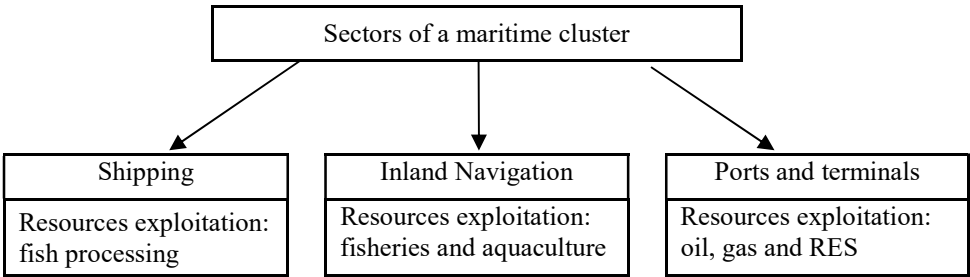 Sectors of a maritime cluster
Shipping
Resources exploitation:
fish processing
Inland Navigation
Resources exploitation:
fisheries and aquaculture
Ports and terminals
Resources exploitation:
oil, gas and RES